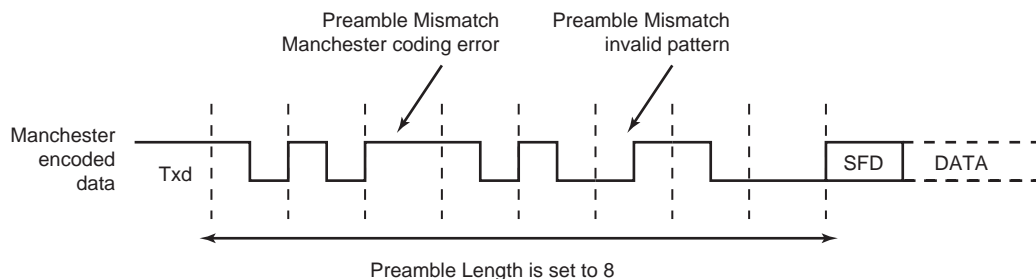 Preamble Mismatch
Manchester coding error
Preamble Mismatch
invalid pattern
Manchester
encoded
data
Txd
SFD
DATA
Preamble Length is set to 8